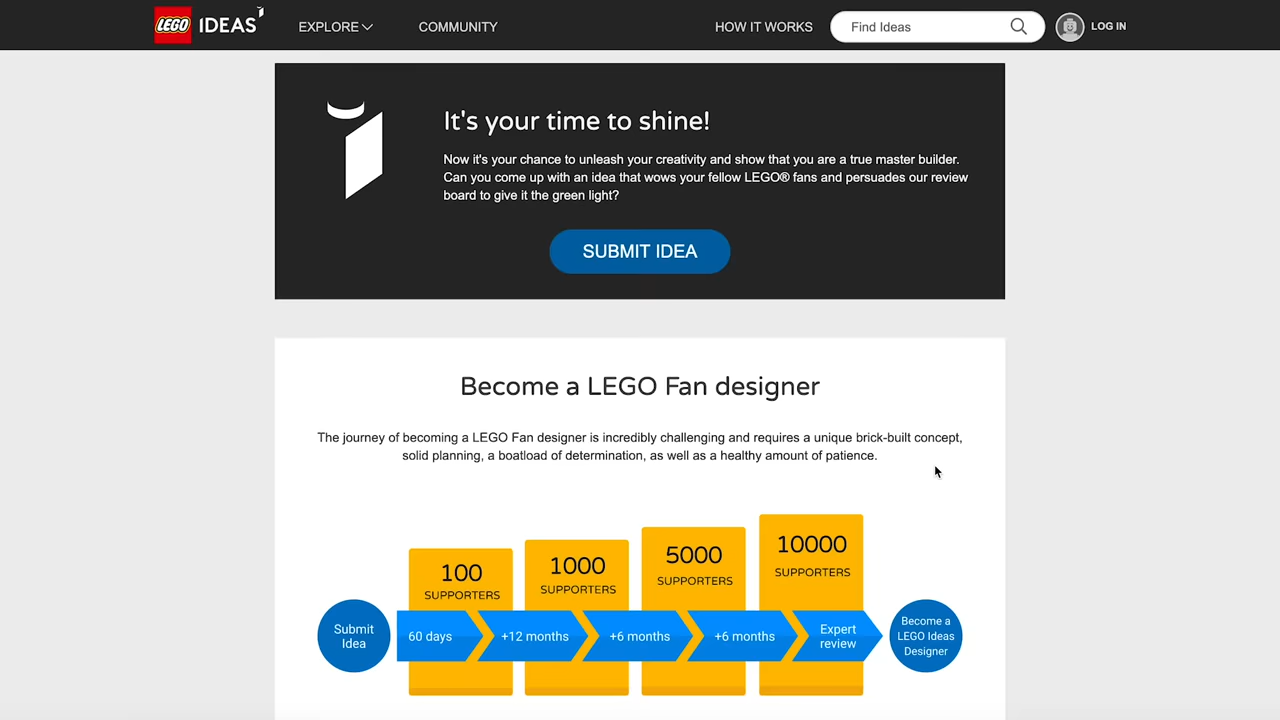 LEGO IDEAS EXPLORE COMMUNITY HOW IT WORKS Find Ideas LOG IN
It's your time to shine!
Now it's your chance to unleash your creativity and show that you are a true master builder.
Can you come up with an idea that wows your fellow LEGO® fans and persuades our review
board to give it the green light?
SUBMIT IDEA
Become a LEGO Fan designer
The journey of becoming a LEGO Fan designer is incredibly challenging and requires a unique brick-built concept,
solid planning, a boatload of determination, as well as a healthy amount of patience.
100
SUPPORTERS
1000
SUPPORTERS
5000
SUPPORTERS
10000
SUPPORTERS
Submit
Idea
60 days
+12 months
+6 months
+6 months
Expert
review
Become a
LEGO Ideas
Designer